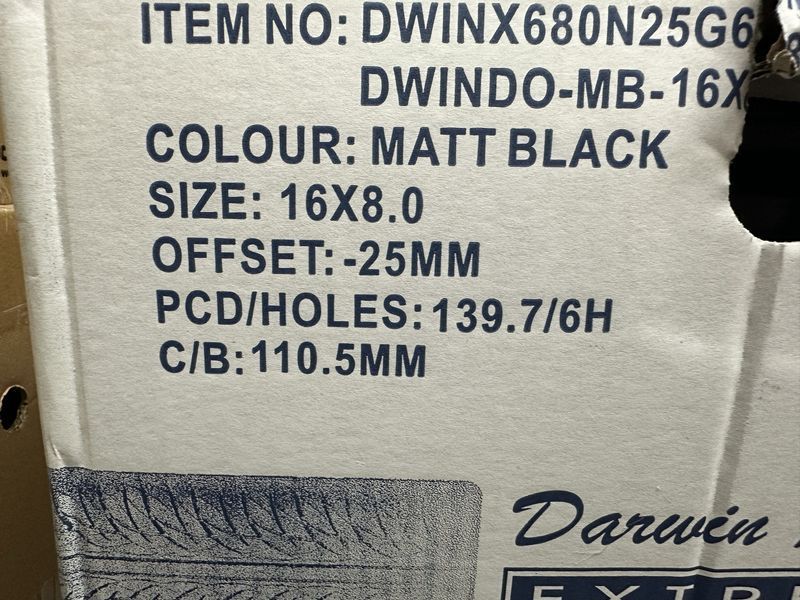 ITEM NO: DWINX680N25G6
DWINDO-MB-16X
COLOUR: MATT BLACK
SIZE: 16X8.0
OFFSET: -25MM
PCD/HOLES: 139.7/6H
C/B: 110.5MM
Darwin